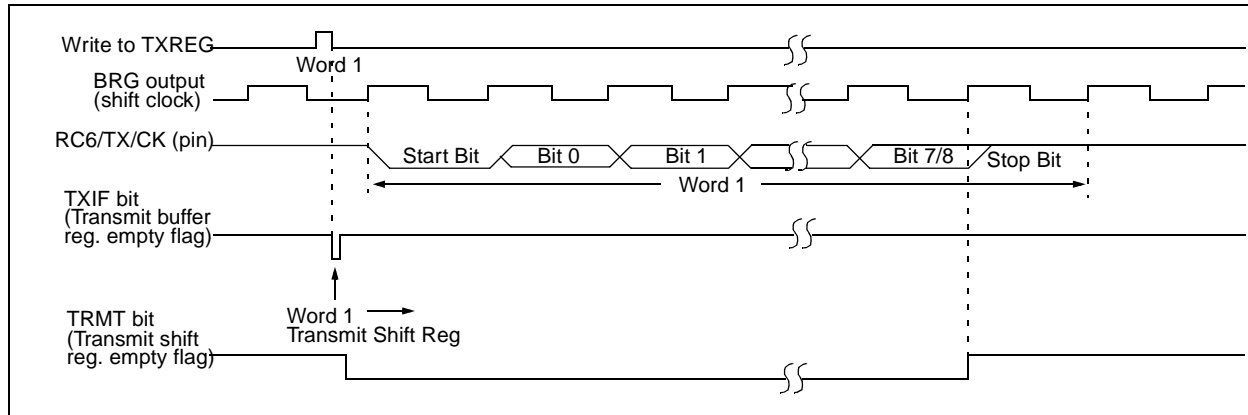 Write to TXREG
Word 1
BRG output
(shift clock)
RC6/TX/CK (pin)
Start Bit
Bit 0
Bit 1
Bit 7/8
Stop Bit
Word 1
TXIF bit
(Transmit buffer
reg. empty flag)
Word 1
Transmit Shift Reg
TRMT bit
(Transmit shift
reg. empty flag)